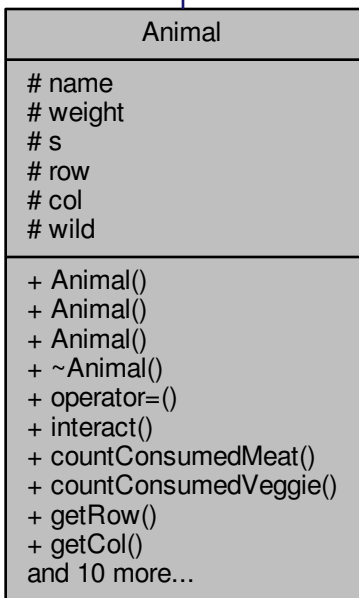 Animal
# name
# weight
# s
# row
# col
# wild
+ Animal()
+ Animal()
+ Animal()
+ ~Animal()
+ operator=()
+ interact()
+ countConsumedMeat()
+ countConsumedVeggie()
+ getRow()
+ getCol()
and 10 more...